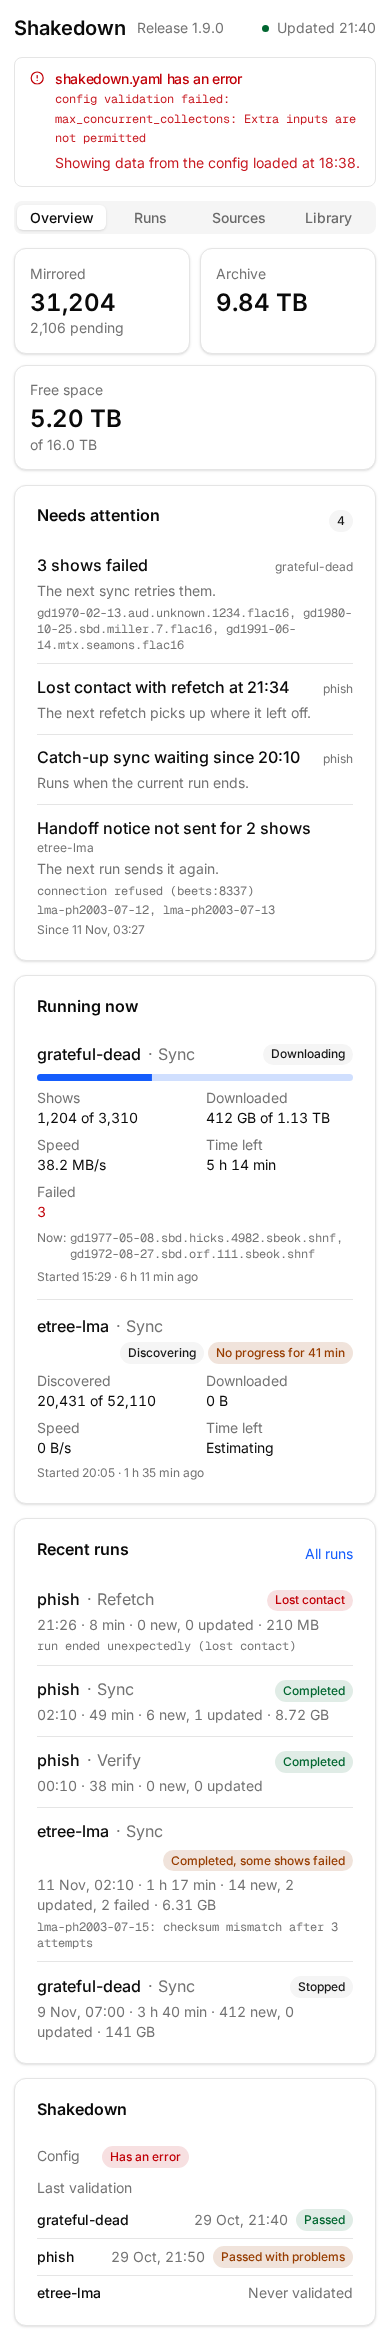 Shakedown Release 1.9.0 Updated 21:40
shakedown.yaml has an error
config validation failed:
max_concurrent_collectons: Extra inputs are
not permitted
Showing data from the config loaded at 18:38.
Overview Runs Sources Library
Mirrored
31,204
2,106 pending
Archive
9.84 TB
Free space
5.20 TB
of 16.0 TB
Needs attention 4
3 shows failed grateful-dead
The next sync retries them.
gd1970-02-13.aud.unknown.1234.flac16, gd1980-
10-25.sbd.miller.7.flac16, gd1991-06-
14.mtx.seamons.flac16
Lost contact with refetch at 21:34 phish
The next refetch picks up where it left off.
Catch-up sync waiting since 20:10 phish
Runs when the current run ends.
Handoff notice not sent for 2 shows
etree-lma
The next run sends it again.
connection refused (beets:8337)
lma-ph2003-07-12, lma-ph2003-07-13
Since 11 Nov, 03:27
Running now
grateful-dead · Sync Downloading
Shows Downloaded
1,204 of 3,310 412 GB of 1.13 TB
Speed Time left
38.2 MB/s 5 h 14 min
Failed
3
Now: gd1977-05-08.sbd.hicks.4982.sbeok.shnf,
gd1972-08-27.sbd.orf.111.sbeok.shnf
Started 15:29 · 6 h 11 min ago
etree-lma · Sync
Discovering No progress for 41 min
Discovered Downloaded
20,431 of 52,110 0 B
Speed Time left
0 B/s Estimating
Started 20:05 · 1 h 35 min ago
Recent runs All runs
phish · Refetch Lost contact
21:26 · 8 min · 0 new, 0 updated · 210 MB
run ended unexpectedly (lost contact)
phish · Sync Completed
02:10 · 49 min · 6 new, 1 updated · 8.72 GB
phish · Verify Completed
00:10 · 38 min · 0 new, 0 updated
etree-lma · Sync
Completed, some shows failed
11 Nov, 02:10 · 1 h 17 min · 14 new, 2
updated, 2 failed · 6.31 GB
lma-ph2003-07-15: checksum mismatch after 3
attempts
grateful-dead · Sync Stopped
9 Nov, 07:00 · 3 h 40 min · 412 new, 0
updated · 141 GB
Shakedown
Config Has an error
Last validation
grateful-dead 29 Oct, 21:40 Passed
phish 29 Oct, 21:50 Passed with problems
etree-lma Never validated